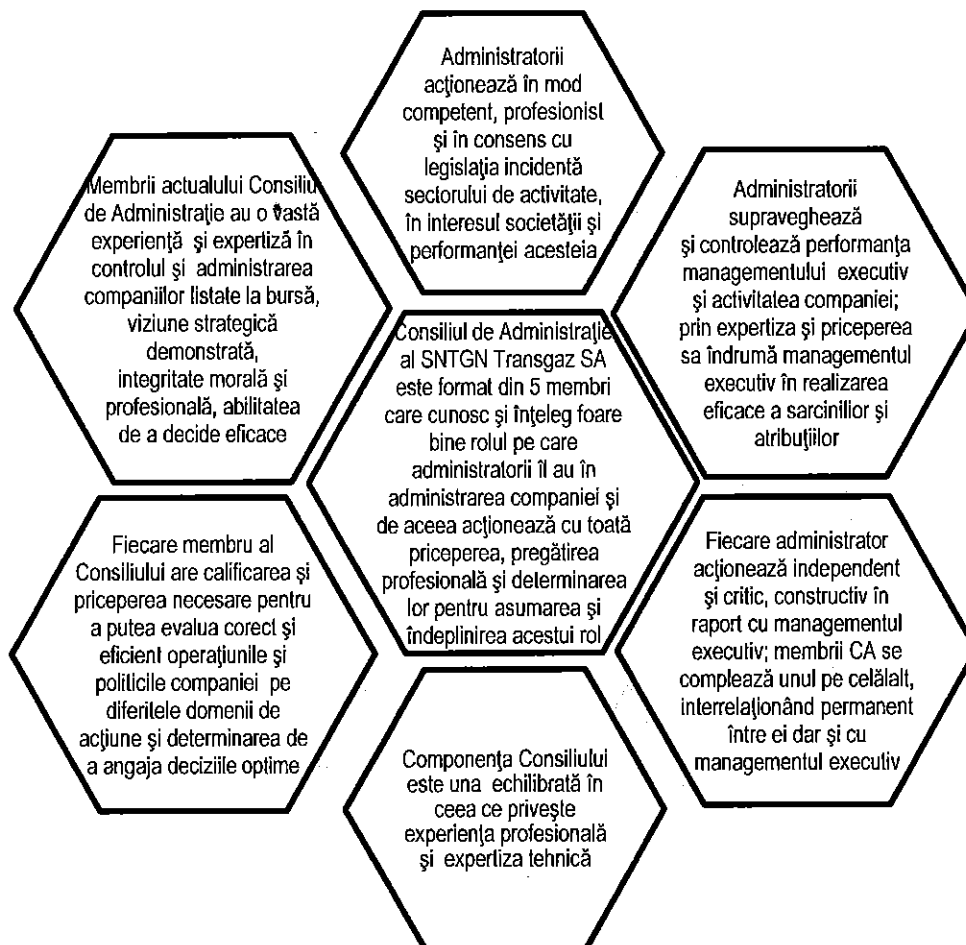 Administratorii
acţionează în mod
competent, profesionist
şi în consens cu
legislaţia incidentă
sectorului de activitate,
în interesul societăţii şi
performanţei acesteia
Membrii actualului Consiliu
de Administraţie au o vastă
experienţă şi expertiză în
controlul şi administrarea
companiilor listate la bursă,
viziune strategică
demonstrată,
integritate morală şi
profesională, abilitatea
de a decide eficace
Administratorii
supraveghează
şi controlează performanţa
managementului executiv
şi activitatea companiei;
prin expertiza şi priceperea
sa îndrumă managementul
executiv în realizarea
eficace a sarcinilor şi
atribuţiilor
Consiliul de Administraţie
al SNTGN Transgaz SA
este format din 5 membri
care cunosc şi înţeleg foare
bine rolul pe care
administratorii îl au în
administrarea companiei şi
de aceea acţionează cu toată
priceperea, pregătirea
profesională şi determinarea
lor pentru asumarea şi
îndeplinirea acestui rol
Fiecare membru al
Consiliului are calificarea şi
priceperea necesare pentru
a putea evalua corect şi
eficient operaţiunile şi
politicile companiei pe
diferitele domenii de
acţiune şi determinarea de
a angaja deciziile optime
Fiecare administrator
acţionează independent
şi critic, constructiv în
raport cu managementul
executiv; membrii CA se
complează unul pe celălalt,
interrelaţionând permanent
între ei dar şi cu
managementul executiv
Componenţa Consiliului
este una echilibrată în
ceea ce priveşte
experienţa profesională
şi expertiza tehnică